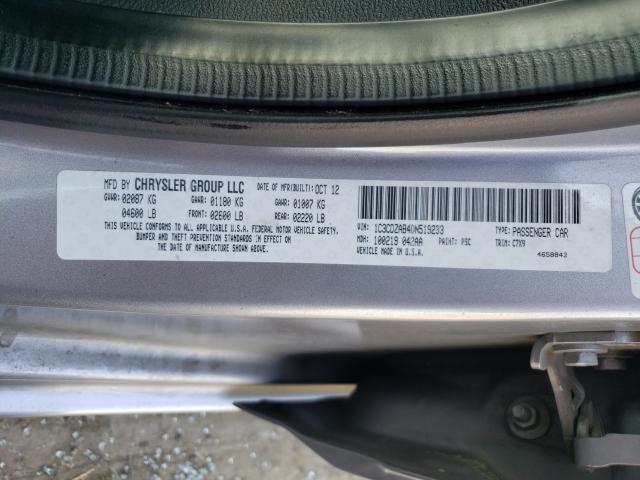 MFD BY CHRYSLER GROUP LLC DATE OF MFR(BUILT): OCT 12
GVWR: 02087 KG GAWR: 01180 KG GAWR: 01007 KG
04600 LB FRONT: 02600 LB REAR: 02220 LB
THIS VEHICLE CONFORMS TO ALL APPLICABLE U.S.A. FEDERAL MOTOR VEHICLE SAFETY,
BUMPER AND THEFT PREVENTION STANDARDS IN EFFECT ON THE
DATE OF MANUFACTURE SHOWN ABOVE.
VIN: 1C3CDZAB4DN519233 TYPE: PASSENGER CAR
MDH: 100219 042AA PAINT: PSC TRIM: C7X9
VEHICLE MADE IN U.S.A. 4658843